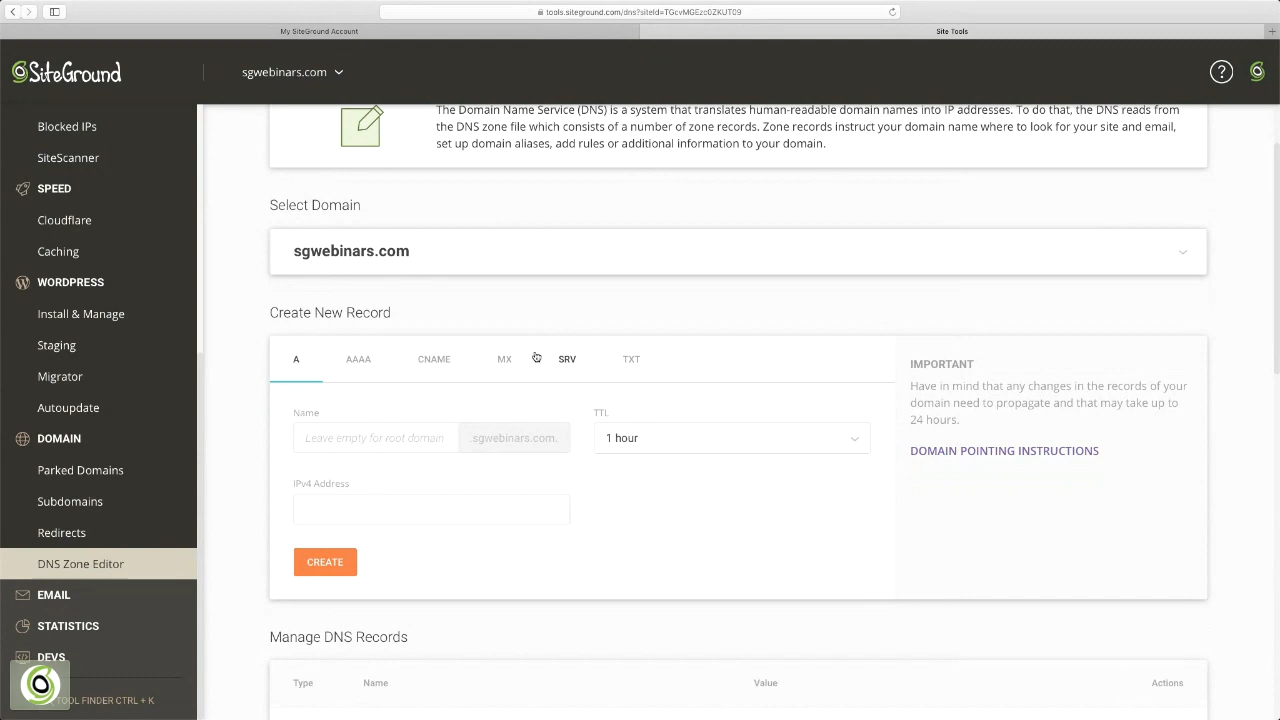 tools.siteground.com/dns?siteId=TGcvMGEzc0ZKUT09
My SiteGround Account
Site Tools
SiteGround
sgwebinars.com
?
Blocked IPs
SiteScanner
SPEED
Cloudflare
Caching
WORDPRESS
Install & Manage
Staging
Migrator
Autoupdate
DOMAIN
Parked Domains
Subdomains
Redirects
DNS Zone Editor
EMAIL
STATISTICS
DEVS
TOOL FINDER CTRL + K
The Domain Name Service (DNS) is a system that translates human-readable domain names into IP addresses. To do that, the DNS reads from
the DNS zone file which consists of a number of zone records. Zone records instruct your domain name where to look for your site and email,
set up domain aliases, add rules or additional information to your domain.
Select Domain
sgwebinars.com
Create New Record
A AAAA CNAME MX SRV TXT
Name
Leave empty for root domain .sgwebinars.com.
TTL
1 hour
IPv4 Address
CREATE
IMPORTANT
Have in mind that any changes in the records of your
domain need to propagate and that may take up to
24 hours.
DOMAIN POINTING INSTRUCTIONS
Manage DNS Records
Type Name Value Actions